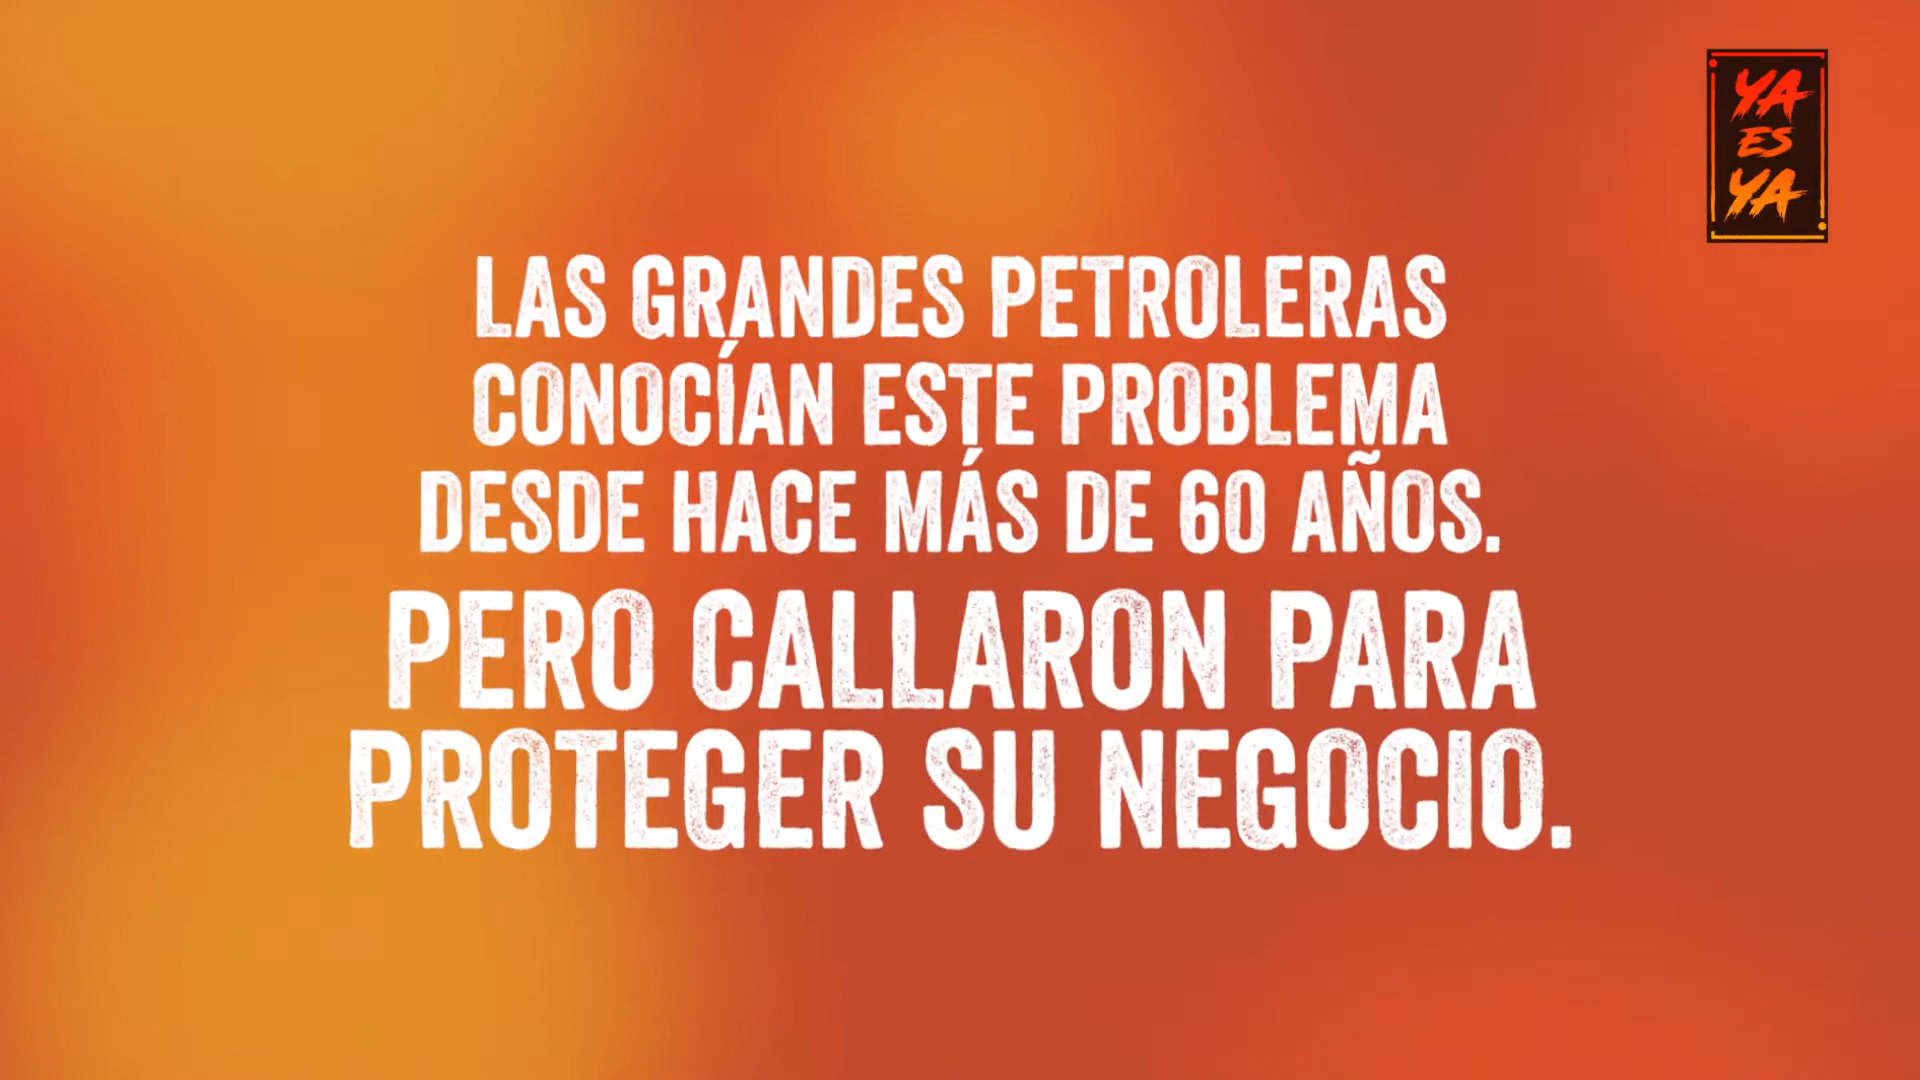 YA
ES
YA
LAS GRANDES PETROLERAS
CONOCÍAN ESTE PROBLEMA
DESDE HACE MÁS DE 60 AÑOS.
PERO CALLARON PARA
PROTEGER SU NEGOCIO.